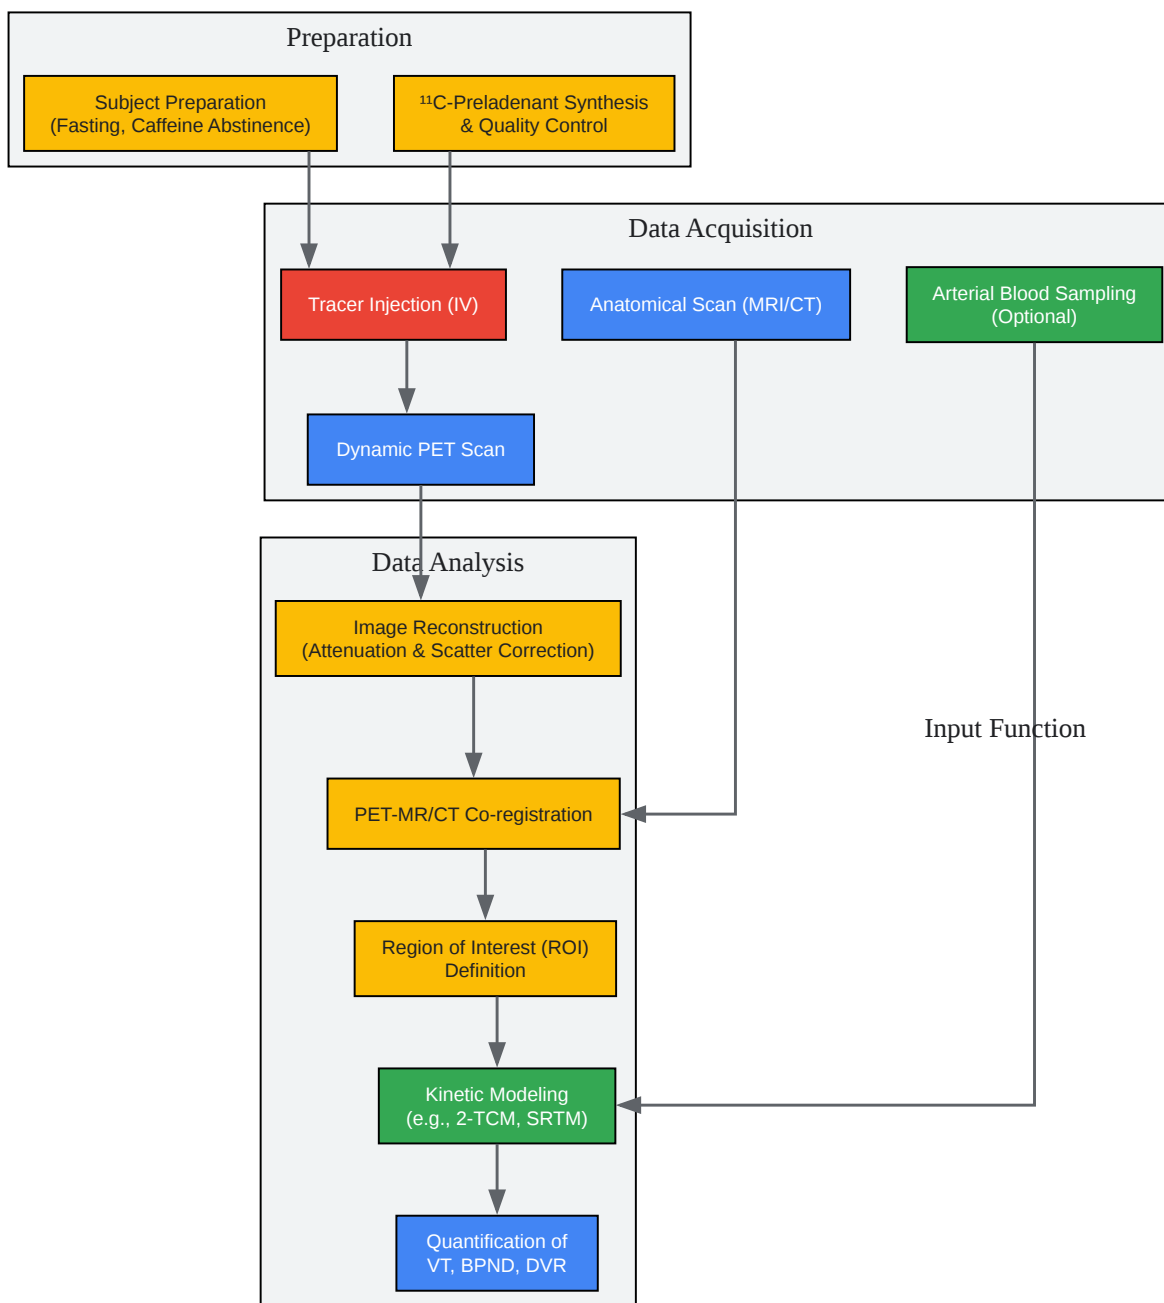 Preparation
Subject Preparation
(Fasting, Caffeine Abstinence)
¹¹C-Preladenant Synthesis
& Quality Control
Data Acquisition
Tracer Injection (IV)
Anatomical Scan (MRI/CT)
Arterial Blood Sampling
(Optional)
Dynamic PET Scan
Data Analysis
Image Reconstruction
(Attenuation & Scatter Correction)
Input Function
PET-MR/CT Co-registration
Region of Interest (ROI)
Definition
Kinetic Modeling
(e.g., 2-TCM, SRTM)
Quantification of
VT, BPND, DVR